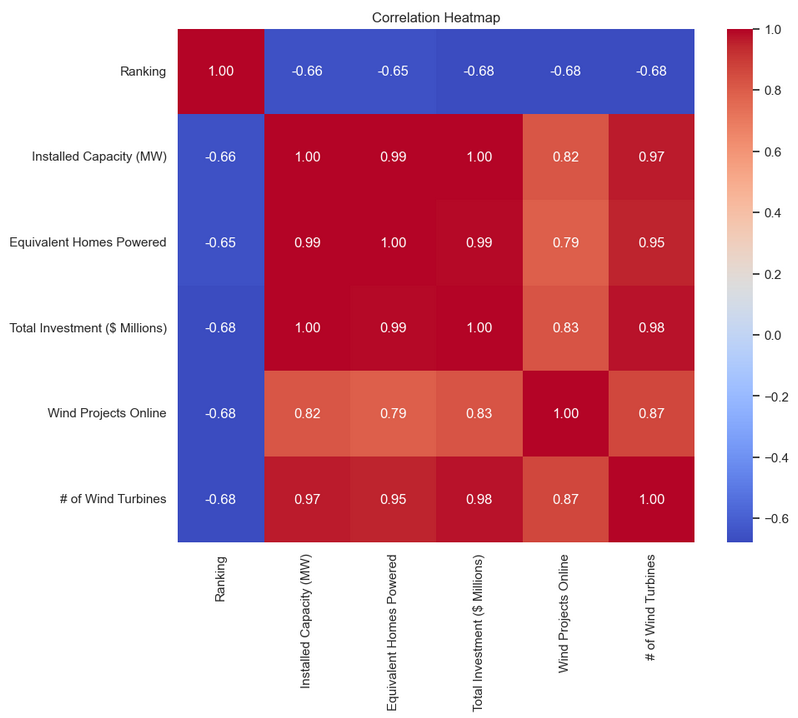 Correlation Heatmap
Ranking 1.00 -0.66 -0.65 -0.68 -0.68 -0.68
Installed Capacity (MW) -0.66 1.00 0.99 1.00 0.82 0.97
Equivalent Homes Powered -0.65 0.99 1.00 0.99 0.79 0.95
Total Investment ($ Millions) -0.68 1.00 0.99 1.00 0.83 0.98
Wind Projects Online -0.68 0.82 0.79 0.83 1.00 0.87
# of Wind Turbines -0.68 0.97 0.95 0.98 0.87 1.00
Ranking
Installed Capacity (MW)
Equivalent Homes Powered
Total Investment ($ Millions)
Wind Projects Online
# of Wind Turbines
1.0
0.8
0.6
0.4
0.2
0.0
−0.2
−0.4
−0.6